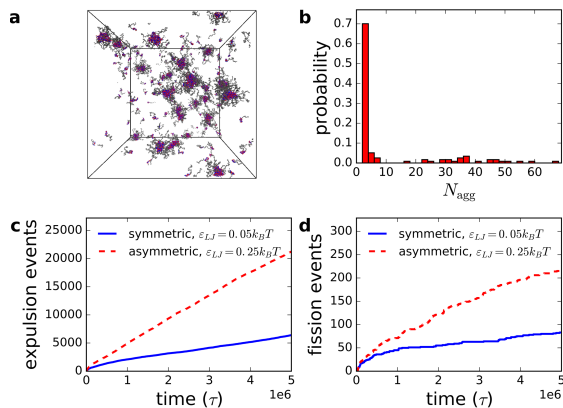 a
b
probability
0.7
0.6
0.5
0.4
0.3
0.2
0.1
0.0
0 10 20 30 40 50 60
N_agg
c
expulsion events
25000
20000
15000
10000
5000
0
symmetric, ε_LJ = 0.05k_BT
asymmetric, ε_LJ = 0.25k_BT
0 1 2 3 4 5
1e6
time (τ)
d
fission events
300
250
200
150
100
50
0
symmetric, ε_LJ = 0.05k_BT
asymmetric, ε_LJ = 0.25k_BT
0 1 2 3 4 5
1e6
time (τ)